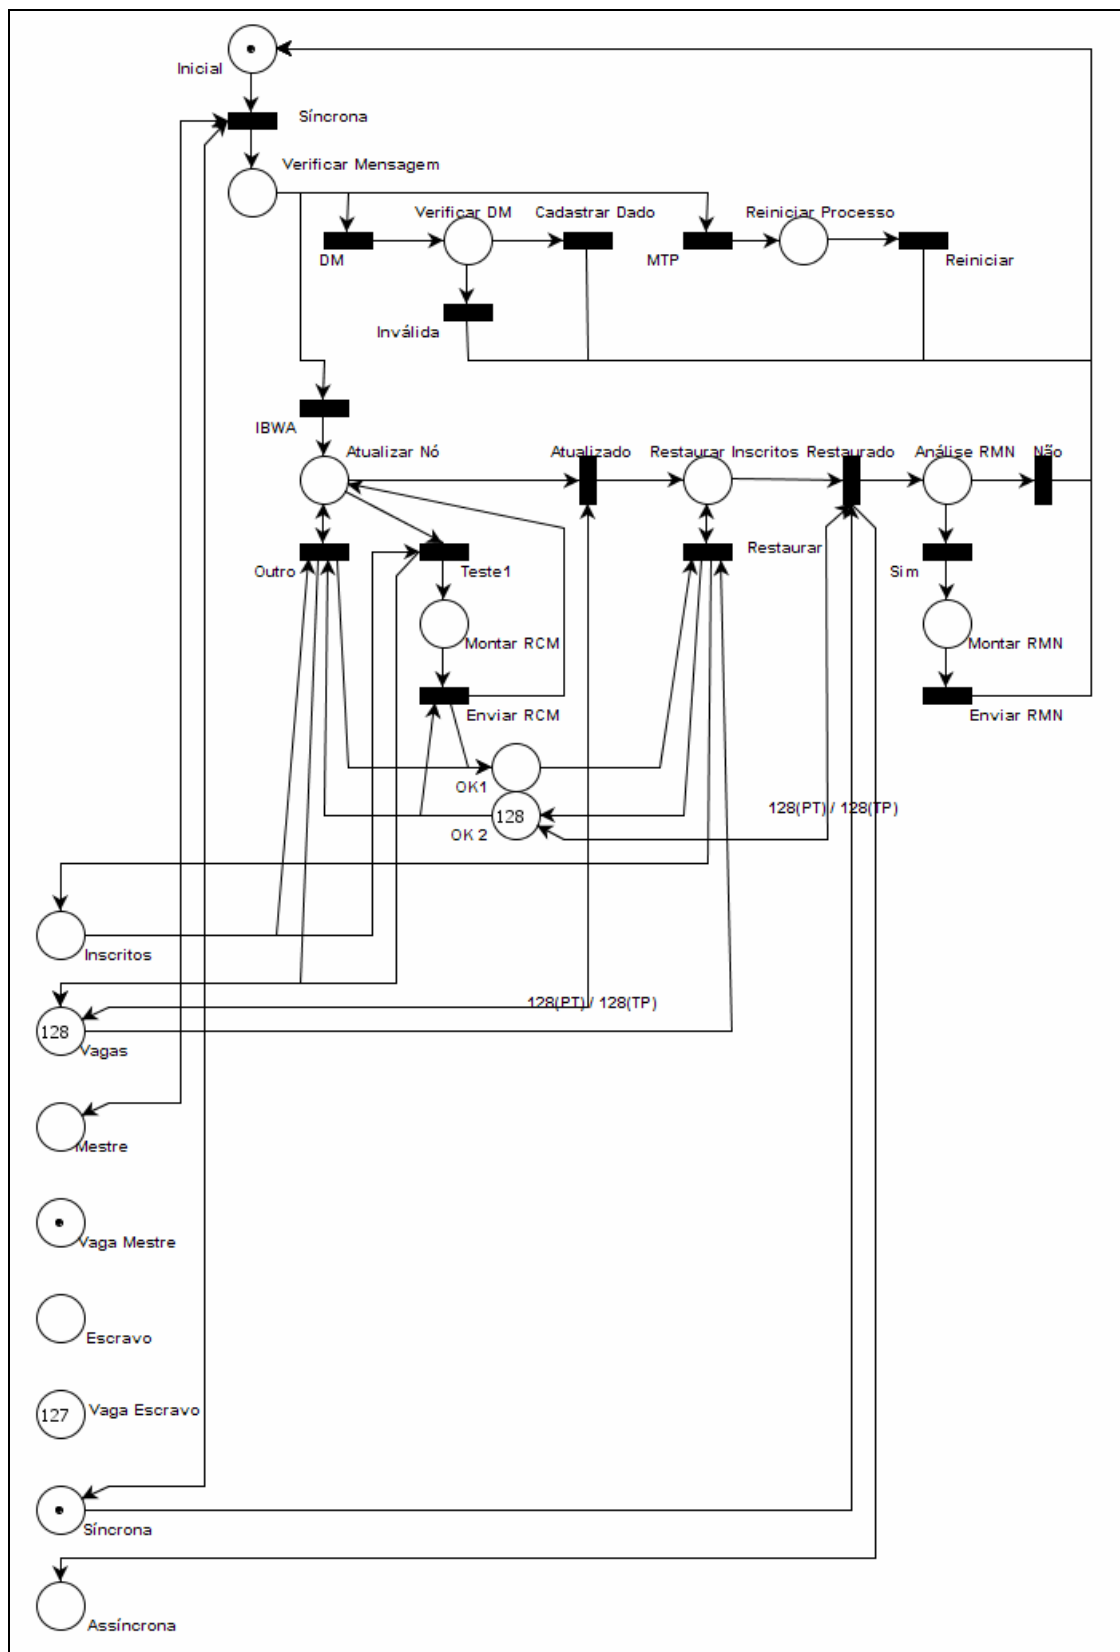 Inicial
Síncrona
Verificar Mensagem
Verificar DM
Cadastrar Dado
Reiniciar Processo
DM
MTP
Reiniciar
Inválida
IBWA
Atualizar Nó
Atualizado
Restaurar Inscritos
Restaurado
Análise RMN
Não
Outro
Teste1
Restaurar
Sim
Montar RCM
Montar RMN
Enviar RCM
Enviar RMN
OK1
128
OK 2
128(PT) / 128(TP)
Inscritos
128(PT) / 128(TP)
128
Vagas
Mestre
Vaga Mestre
Escravo
127
Vaga Escravo
Síncrona
Assíncrona